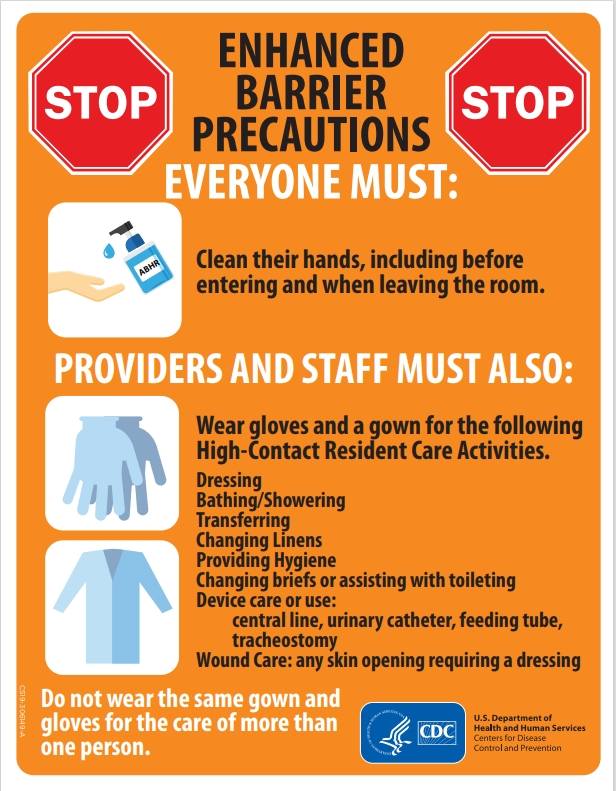 STOP
ENHANCED
BARRIER
PRECAUTIONS
STOP
EVERYONE MUST:
ABHR
Clean their hands, including before
entering and when leaving the room.
PROVIDERS AND STAFF MUST ALSO:
Wear gloves and a gown for the following
High-Contact Resident Care Activities.
Dressing
Bathing/Showering
Transferring
Changing Linens
Providing Hygiene
Changing briefs or assisting with toileting
Device care or use:
central line, urinary catheter, feeding tube,
tracheostomy
Wound Care: any skin opening requiring a dressing
Do not wear the same gown and
gloves for the care of more than
one person.
CDC
U.S. Department of
Health and Human Services
Centers for Disease
Control and Prevention